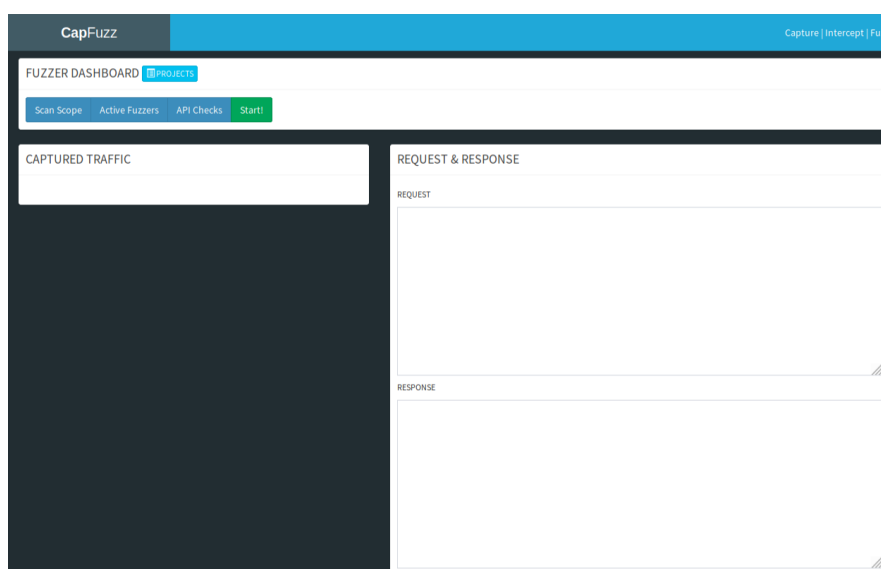 CapFuzz
Capture | Intercept |
FUZZER DASHBOARD PROJECTS
Scan Scope Active Fuzzers API Checks Start!
CAPTURED TRAFFIC
REQUEST & RESPONSE
REQUEST
RESPONSE